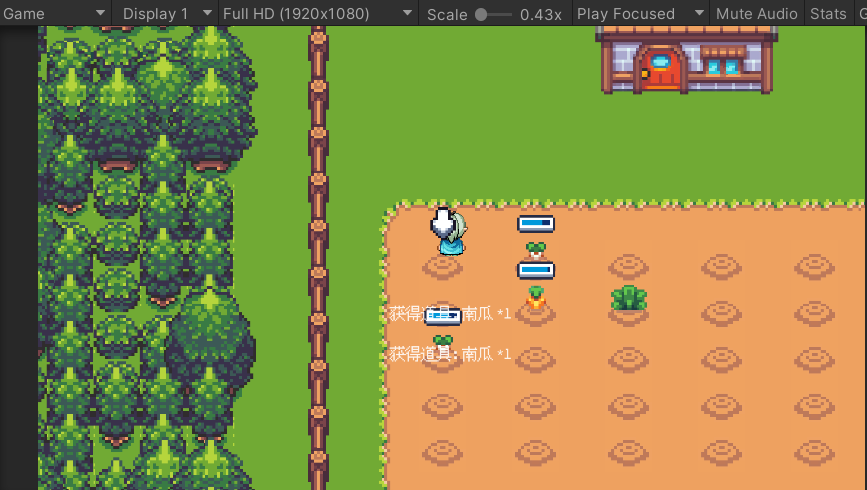 Game Display 1 Full HD (1920x1080) Scale 0.43x Play Focused Mute Audio Stats G
获得道具：南瓜 *1
获得道具：南瓜 *1